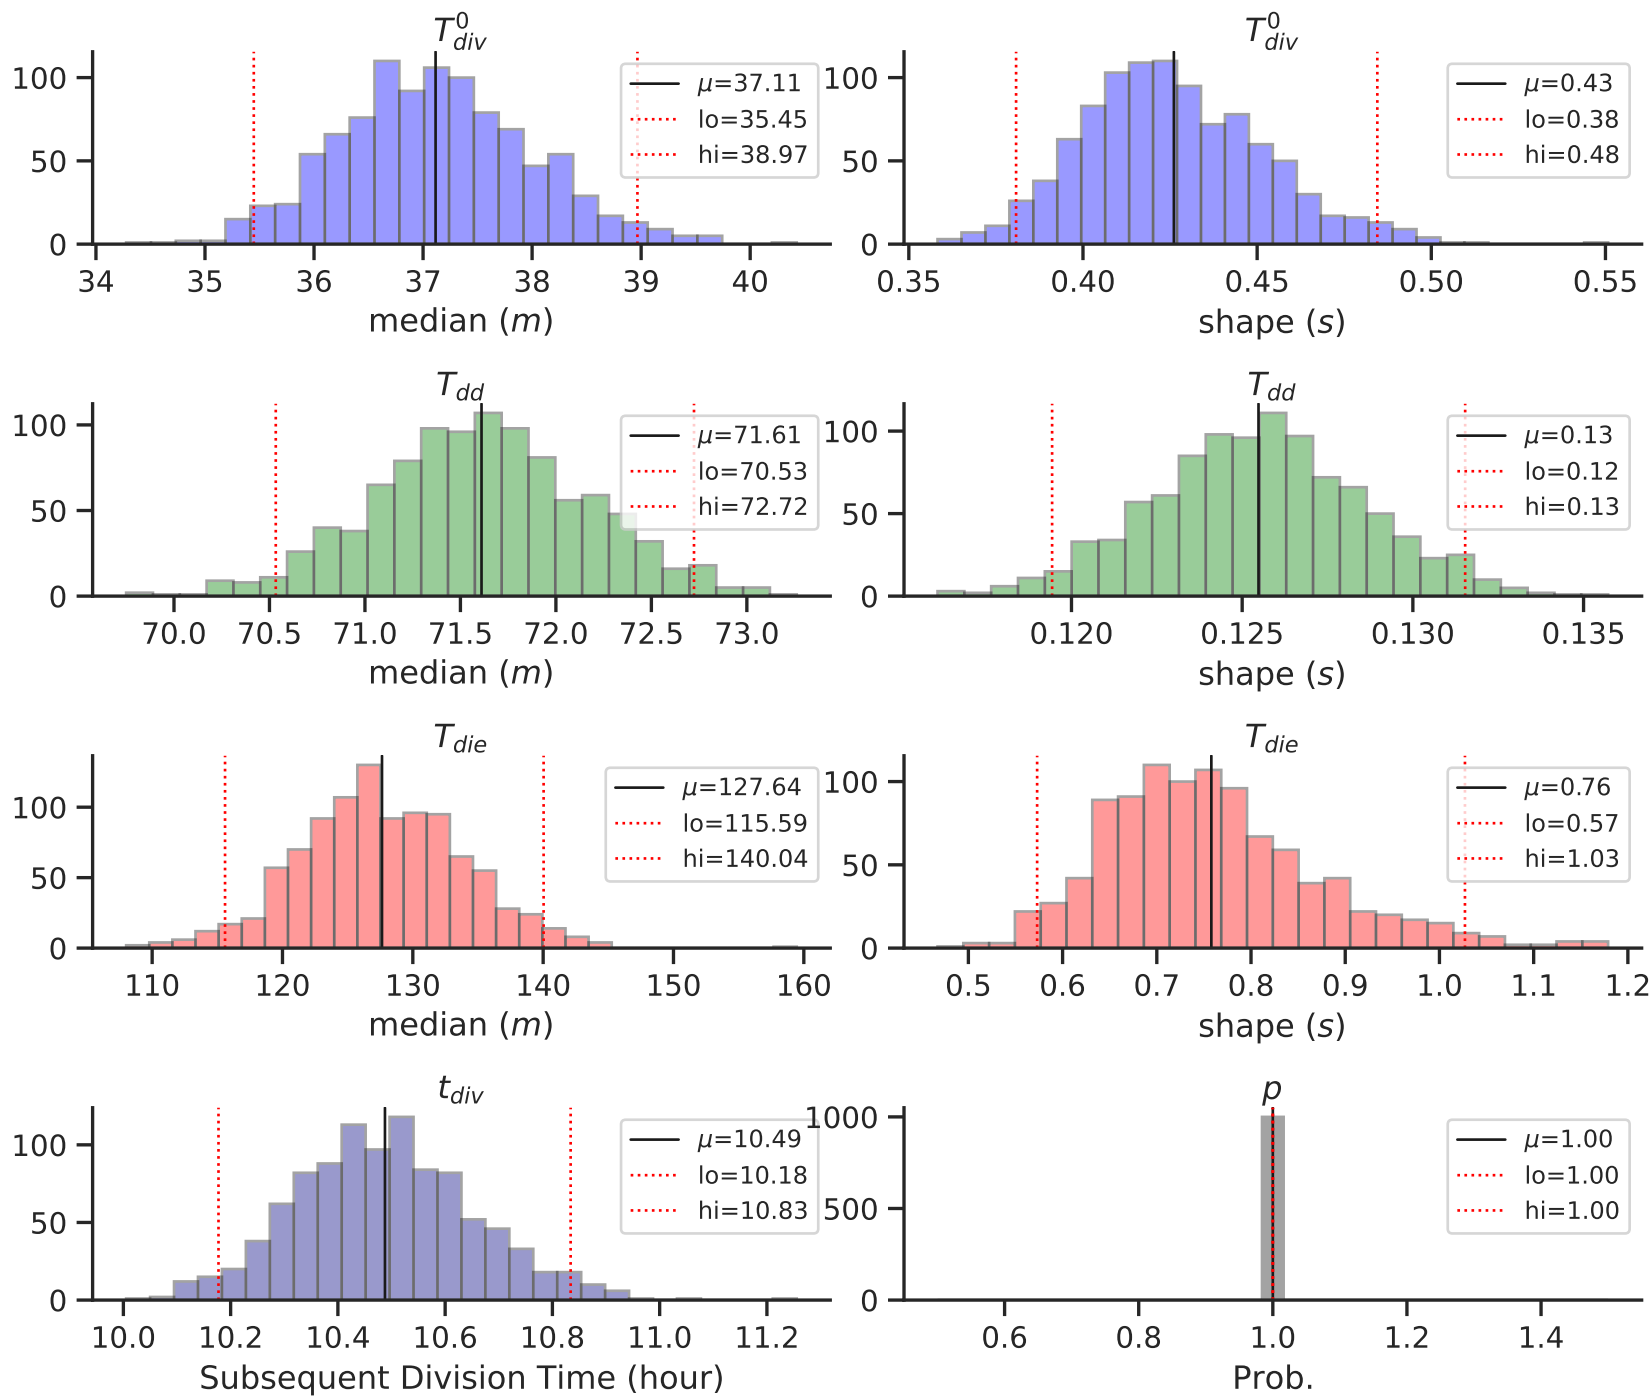 T⁰div
100
50
0
μ=37.11
lo=35.45
hi=38.97
34 35 36 37 38 39 40
median (m)
T⁰div
100
50
0
μ=0.43
lo=0.38
hi=0.48
0.35 0.40 0.45 0.50 0.55
shape (s)
Tdd
100
50
0
μ=71.61
lo=70.53
hi=72.72
70.0 70.5 71.0 71.5 72.0 72.5 73.0
median (m)
Tdd
100
50
0
μ=0.13
lo=0.12
hi=0.13
0.120 0.125 0.130 0.135
shape (s)
Tdie
100
50
0
μ=127.64
lo=115.59
hi=140.04
110 120 130 140 150 160
median (m)
Tdie
100
50
0
μ=0.76
lo=0.57
hi=1.03
0.5 0.6 0.7 0.8 0.9 1.0 1.1 1.2
shape (s)
tdiv
100
50
0
μ=10.49
lo=10.18
hi=10.83
10.0 10.2 10.4 10.6 10.8 11.0 11.2
Subsequent Division Time (hour)
p
1000
500
0
μ=1.00
lo=1.00
hi=1.00
0.6 0.8 1.0 1.2 1.4
Prob.